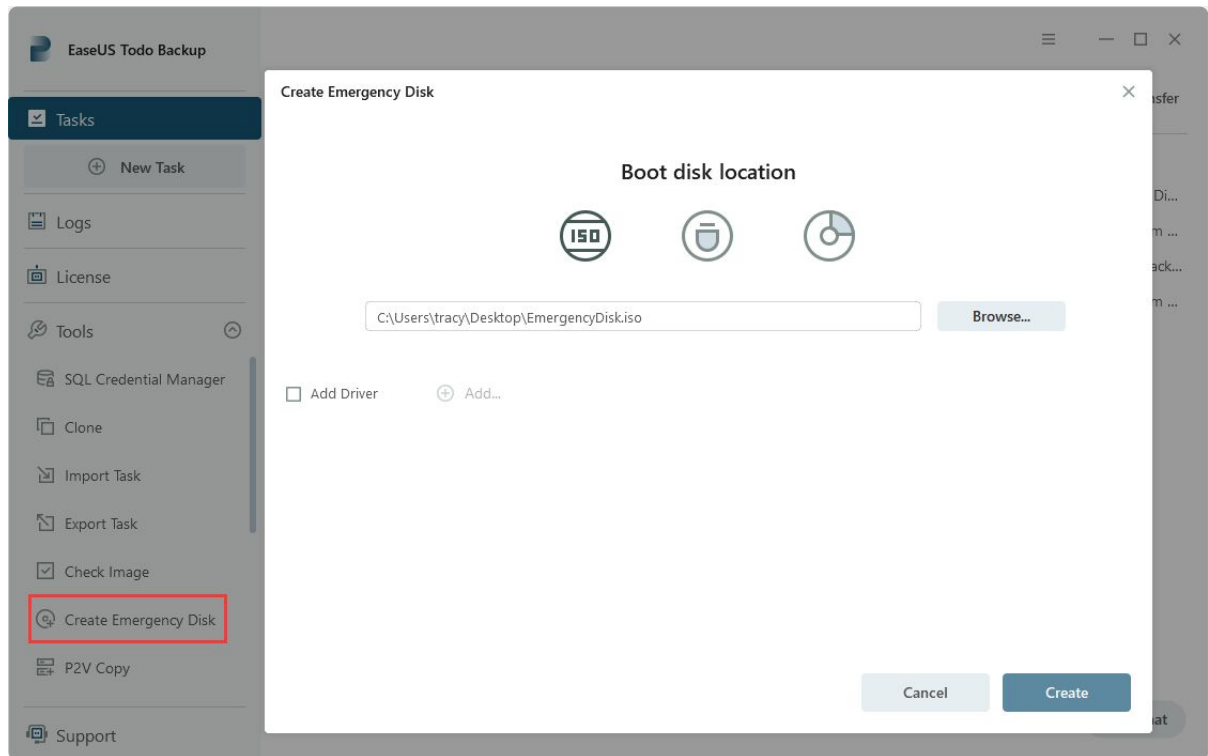 EaseUS Todo Backup
Tasks
New Task
Logs
License
Tools
SQL Credential Manager
Clone
Import Task
Export Task
Check Image
Create Emergency Disk
P2V Copy
Support
Create Emergency Disk
Boot disk location
ISO
C:\Users\tracy\Desktop\EmergencyDisk.iso
Browse...
Add Driver
Add...
Cancel
Create